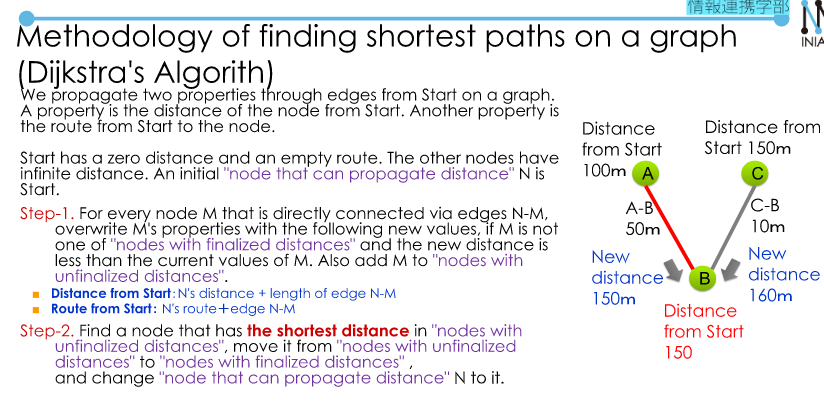 情報連携学部
INIA
Methodology of finding shortest paths on a graph
(Dijkstra's Algorith)
We propagate two properties through edges from Start on a graph.
A property is the distance of the node from Start. Another property is
the route from Start to the node.
Start has a zero distance and an empty route. The other nodes have
infinite distance. An initial "node that can propagate distance" N is
Start.
Step-1. For every node M that is directly connected via edges N-M,
overwrite M's properties with the following new values, if M is not
one of "nodes with finalized distances" and the new distance is
less than the current values of M. Also add M to "nodes with
unfinalized distances".
Distance from Start: N's distance + length of edge N-M
Route from Start: N's route+edge N-M
Step-2. Find a node that has the shortest distance in "nodes with
unfinalized distances", move it from "nodes with unfinalized
distances" to "nodes with finalized distances" ,
and change "node that can propagate distance" N to it.
Distance
from Start
100m
A
Distance from
Start 150m
C
A-B
50m
C-B
10m
New
distance
150m
B
New
distance
160m
Distance
from Start
150